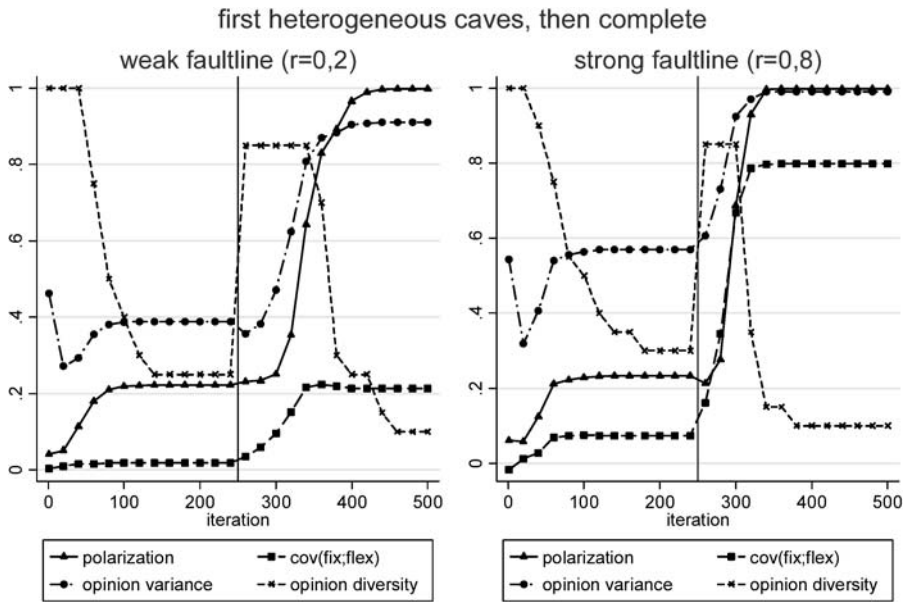 first heterogeneous caves, then complete
weak faultline (r=0,2)
1
.8
.6
.4
.2
0
0 100 200 300 400 500
iteration
polarization
cov(fix;flex)
opinion variance
opinion diversity
strong faultline (r=0,8)
1
.8
.6
.4
.2
0
0 100 200 300 400 500
iteration
polarization
cov(fix;flex)
opinion variance
opinion diversity